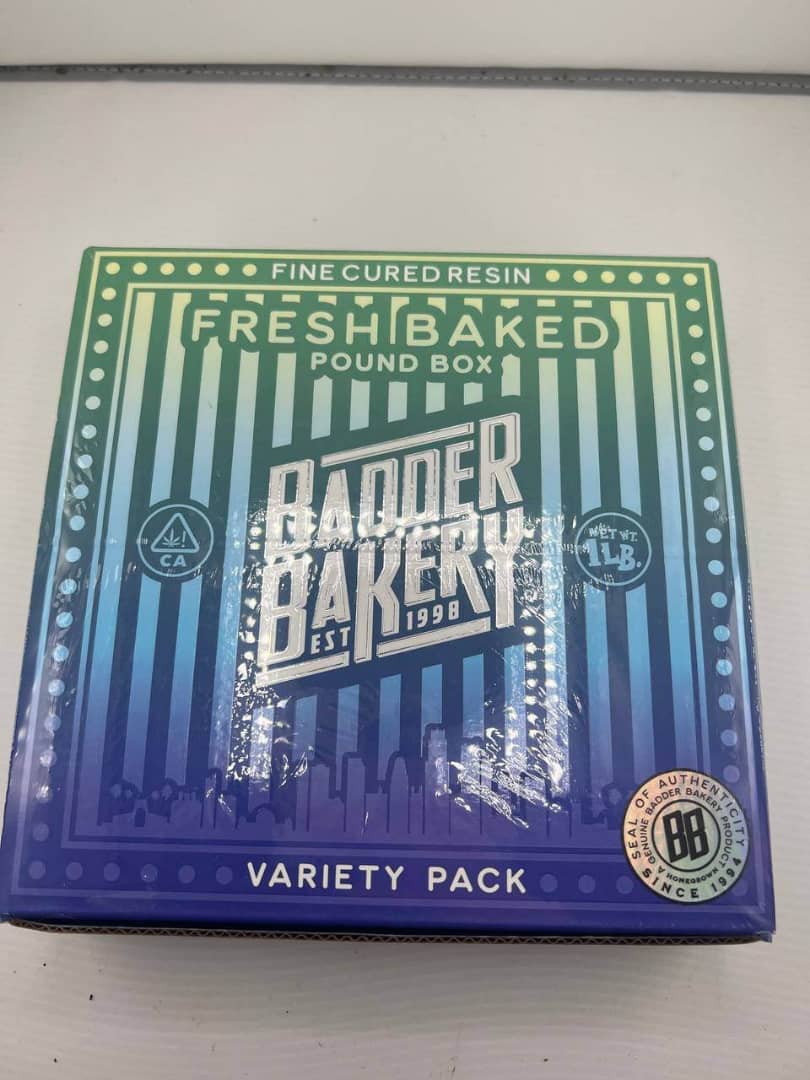 FINE CURED RESIN
FRESH BAKED
POUND BOX
BADDER
BAKERY
EST 1998
CA
NET WT.
1LB.
VARIETY PACK
SEAL OF AUTHENTICITY
GENUINE BADDER BAKERY PRODUCT
BB
A HOMEGROWN
SINCE 1994